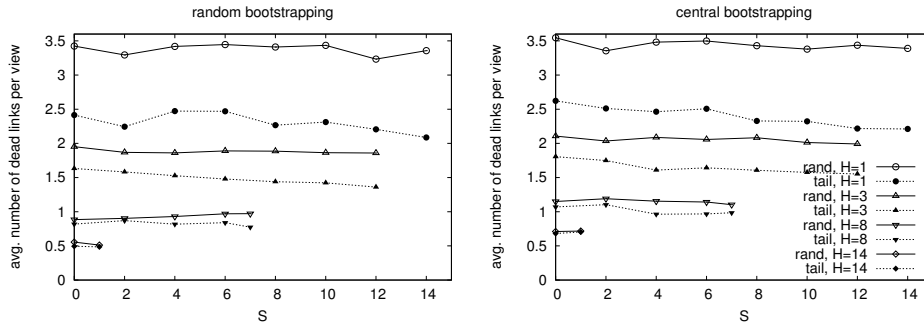 random bootstrapping
avg. number of dead links per view
3.5
3
2.5
2
1.5
1
0.5
0
0 2 4 6 8 10 12 14
S
central bootstrapping
avg. number of dead links per view
3.5
3
2.5
2
1.5
1
0.5
0
0 2 4 6 8 10 12 14
S
rand, H=1
tail, H=1
rand, H=3
tail, H=3
rand, H=8
tail, H=8
rand, H=14
tail, H=14